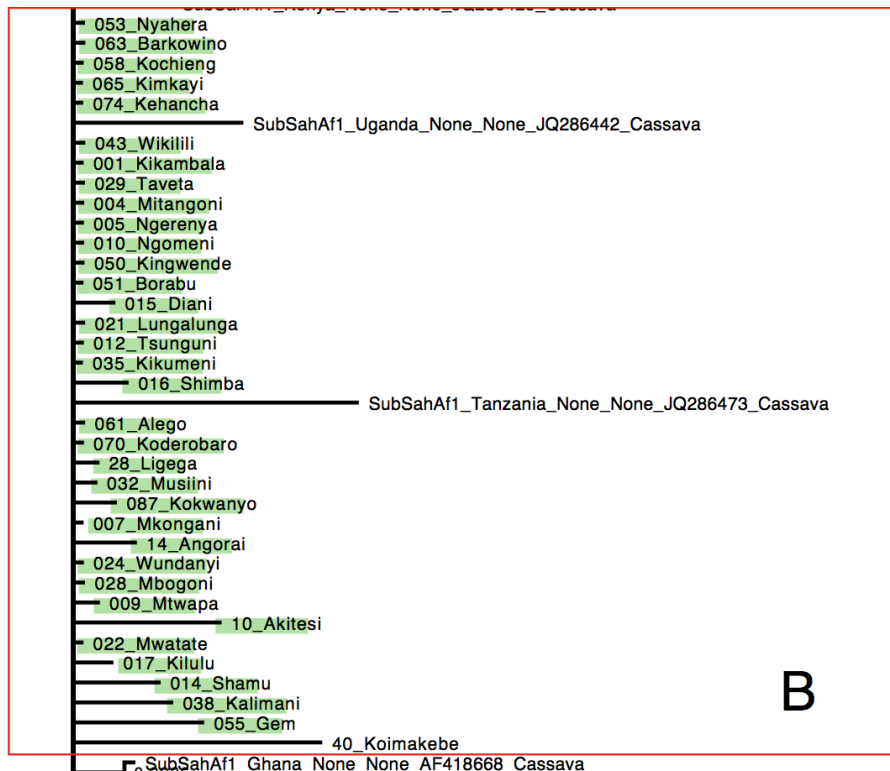 SubSahAf1_Kenya_None_None_JQ286428_Cassava
053_Nyahera
063_Barkowino
058_Kochieng
065_Kimkayi
074_Kehancha
SubSahAf1_Uganda_None_None_JQ286442_Cassava
043_Wikilili
001_Kikambala
029_Taveta
004_Mitangoni
005_Ngerenya
010_Ngomeni
050_Kingwende
051_Borabu
015_Diani
021_Lungalunga
012_Tsunguni
035_Kikumeni
016_Shimba
SubSahAf1_Tanzania_None_None_JQ286473_Cassava
061_Alego
070_Koderobaro
28_Ligega
032_Musiini
087_Kokwanyo
007_Mkongani
14_Angorai
024_Wundanyi
028_Mbogoni
009_Mtwapa
10_Akitesi
022_Mwatate
017_Kilulu
014_Shamu
038_Kalimani
B
055_Gem
40_Koimakebe
SubSahAf1_Ghana_None_None_AF418668_Cassava